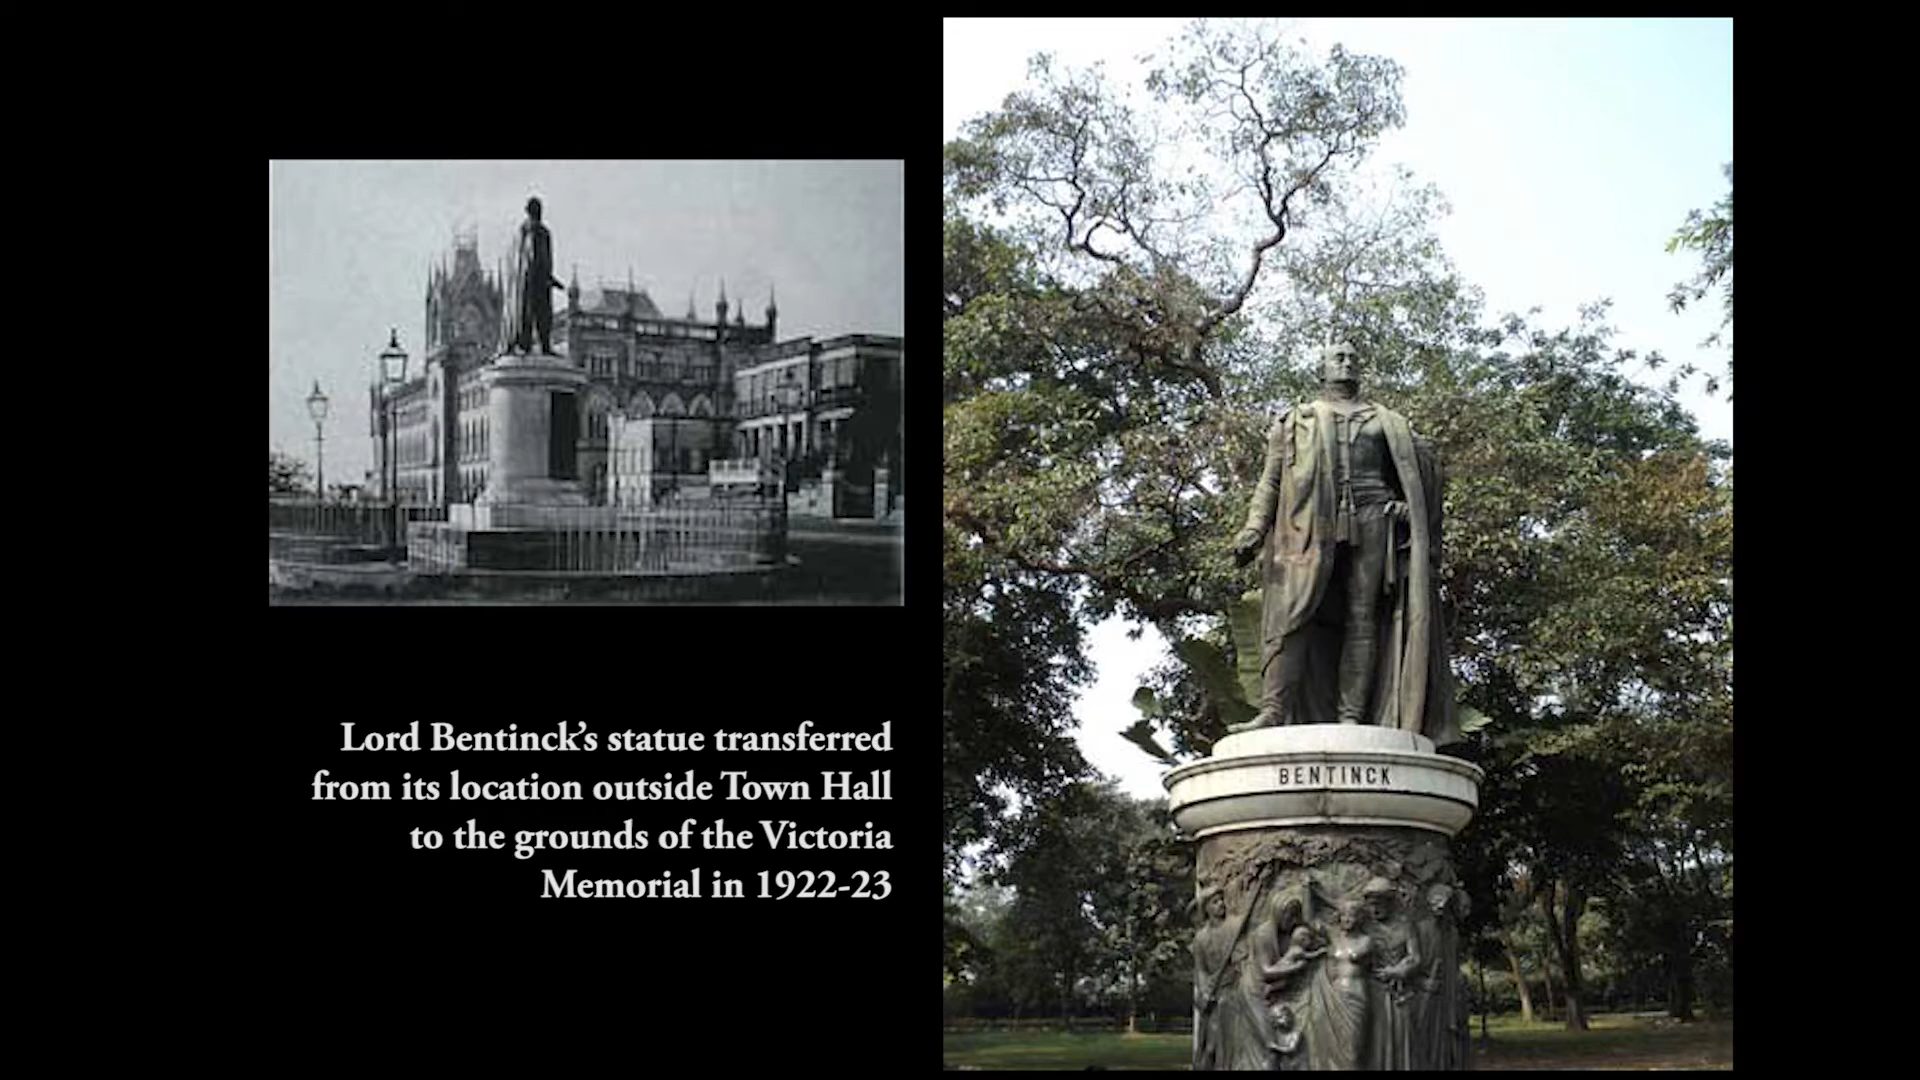 Lord Bentinck's statue transferred
from its location outside Town Hall
to the grounds of the Victoria
Memorial in 1922-23
BENTINCK